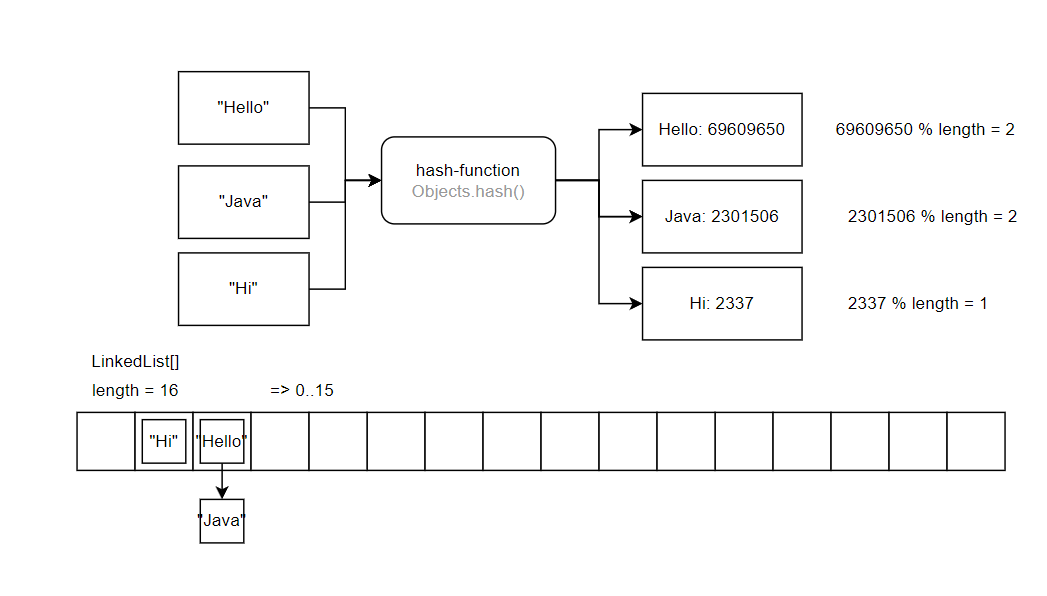 "Hello"
"Java"
"Hi"
hash-function
Objects.hash()
Hello: 69609650
69609650 % length = 2
Java: 2301506
2301506 % length = 2
Hi: 2337
2337 % length = 1
LinkedList[]
length = 16
=> 0..15
"Hi"
"Hello"
"Java"